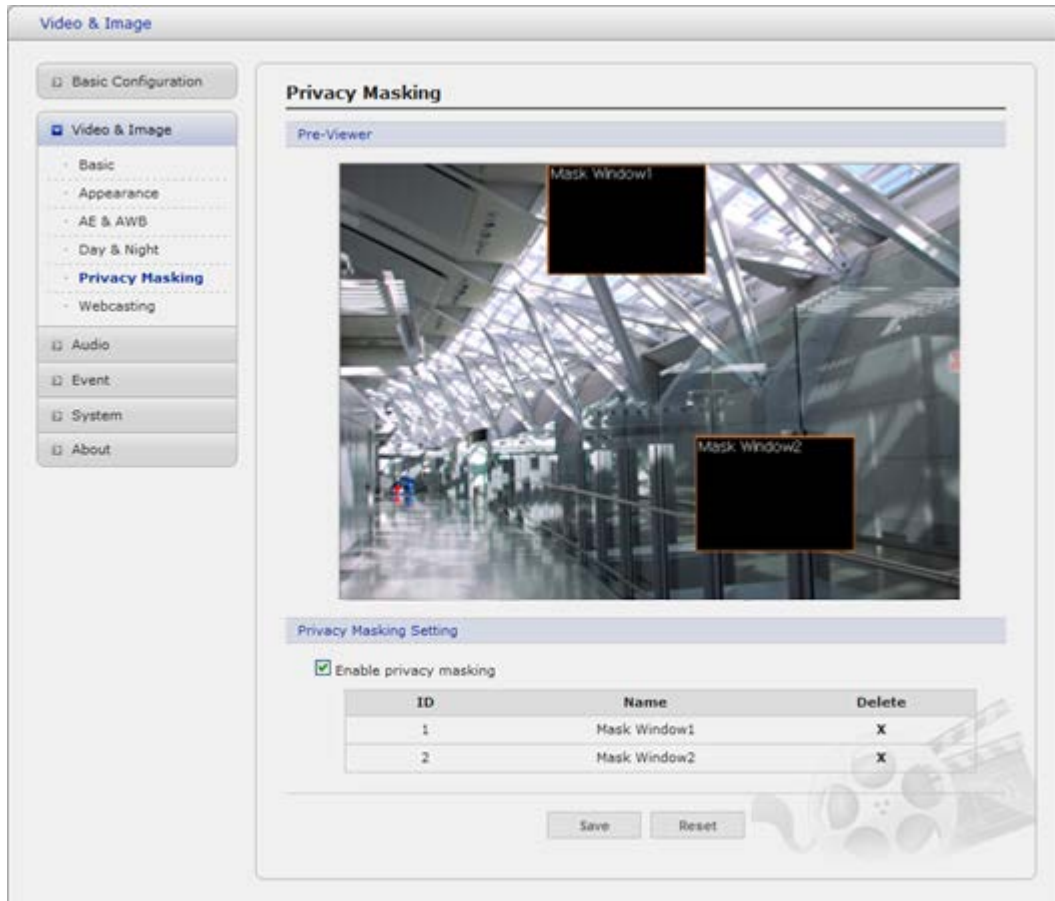 Video & Image
Basic Configuration
Video & Image
Basic
Appearance
AE & AWB
Day & Night
Privacy Masking
Webcasting
Audio
Event
System
About
Privacy Masking
Pre-Viewer
Mask Window1
Mask Window2
Privacy Masking Setting
Enable privacy masking
ID Name Delete
1 Mask Window1 X
2 Mask Window2 X
Save Reset